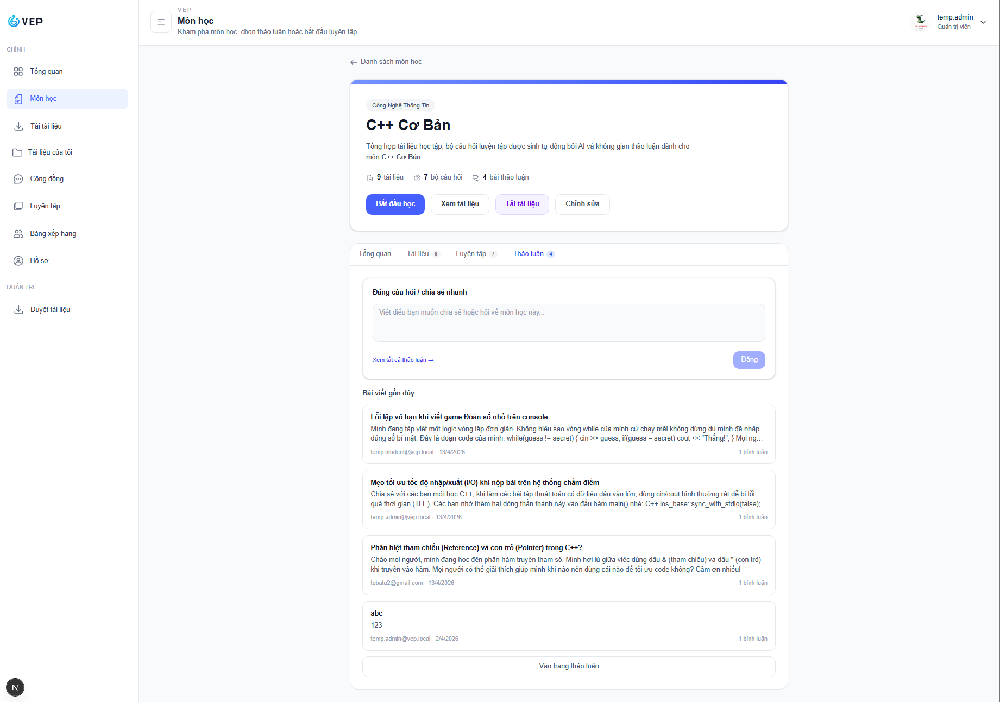 VEP
CHÍNH
Tổng quan
Môn học
Tải tài liệu
Tài liệu của tôi
Cộng đồng
Luyện tập
Bảng xếp hạng
Hồ sơ
QUẢN TRỊ
Duyệt tài liệu
N
VEP
Môn học
Khám phá môn học, chọn thảo luận hoặc bắt đầu luyện tập.
temp.admin
Quản trị viên
← Danh sách môn học
Công Nghệ Thông Tin
C++ Cơ Bản
Tổng hợp tài liệu học tập, bộ câu hỏi luyện tập được sinh tự động bởi AI và không gian thảo luận dành cho
môn C++ Cơ Bản.
9 tài liệu 7 bộ câu hỏi 4 bài thảo luận
Bắt đầu học Xem tài liệu Tải tài liệu Chỉnh sửa
Tổng quan Tài liệu 9 Luyện tập 7 Thảo luận 4
Đăng câu hỏi / chia sẻ nhanh
Viết điều bạn muốn chia sẻ hoặc hỏi về môn học này...
Xem tất cả thảo luận → Đăng
Bài viết gần đây
Lỗi lặp vô hạn khi viết game Đoán số nhỏ trên console
Mình đang tập viết một logic vòng lặp đơn giản. Không hiểu sao vòng while của mình cứ chạy mãi không dừng dù mình đã nhập
đúng số bí mật. Đây là đoạn code của mình: while(guess != secret) { cin >> guess; if(guess = secret) cout << "Thắng!"; } Mọi ng…
temp.student@vep.local · 13/4/2026 1 bình luận
Mẹo tối ưu tốc độ nhập/xuất (I/O) khi nộp bài trên hệ thống chấm điểm
Chia sẻ với các bạn mới học C++, khi làm các bài tập thuật toán có dữ liệu đầu vào lớn, dùng cin/cout bình thường rất dễ bị lỗi
quá thời gian (TLE). Các bạn nhớ thêm hai dòng thần thánh này vào đầu hàm main() nhé: C++ ios_base::sync_with_stdio(false);…
temp.admin@vep.local · 13/4/2026 1 bình luận
Phân biệt tham chiếu (Reference) và con trỏ (Pointer) trong C++?
Chào mọi người, mình đang học đến phần hàm truyền tham số. Mình hơi lú giữa việc dùng dấu & (tham chiếu) và dấu * (con trỏ)
khi truyền vào hàm. Mọi người có thể giải thích giúp mình khi nào nên dùng cái nào để tối ưu code không? Cảm ơn nhiều!
tobatu2@gmail.com · 13/4/2026 1 bình luận
abc
123
temp.admin@vep.local · 2/4/2026 1 bình luận
Vào trang thảo luận